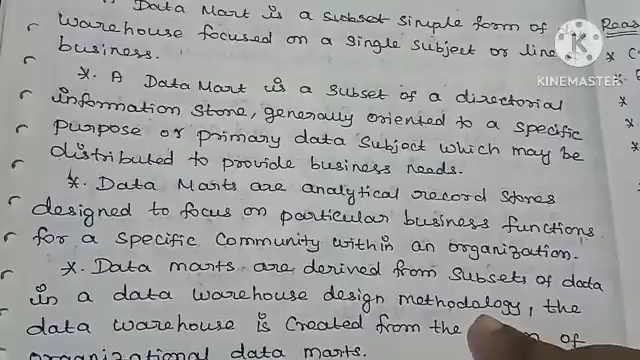 Data Mart is a subset simple form of
warehouse focused on a single subject or line
business.
*. A Data Mart is a subset of a directorial
information store, generally oriented to a specific
purpose or primary data subject which may be
distributed to provide business needs.
*. Data Marts are analytical record stores
designed to focus on particular business functions
for a specific community within an organization.
*. Data marts are derived from subsets of data
in a data warehouse design methodology, the
data warehouse is created from the of
organizational data marts.
Reas
KINEMASTER